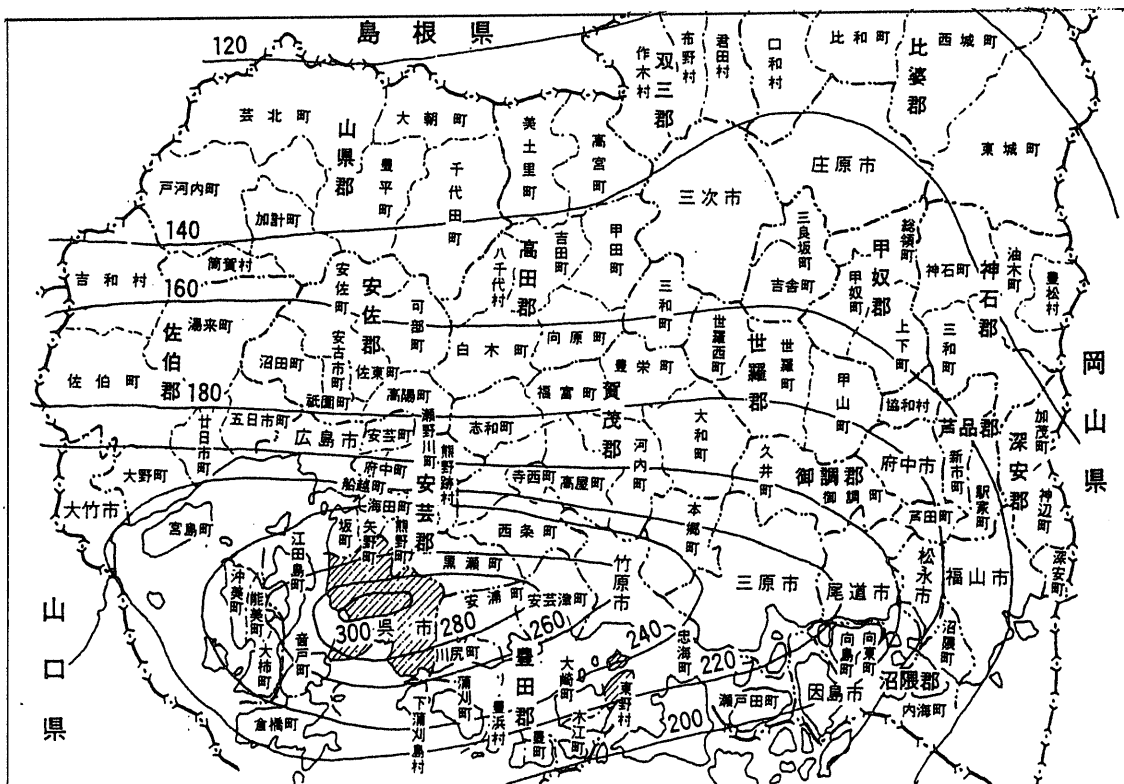 島根県
120
作木村
布野村
君田村
口和村
比和町
西城町
双三郡
比婆郡
芸北町
山県郡
大朝町
美土里町
高宮町
庄原市
東城町
戸河内町
加計町
豊平町
千代田町
三次市
140
筒賀村
吉和村
高田郡
八千代村
吉田町
甲田町
三良坂町
吉舎町
甲奴郡
総領町
甲奴町
神石町
神石郡
油木町
豊松村
160
湯来町
佐伯郡
安佐町
安佐郡
可部町
三和町
世羅西町
世羅郡
世羅町
上下町
三和町
沼田町
安古市町
佐東町
白木町
向原町
豊栄町
甲山町
岡山県
佐伯町
180
祇園町
高陽町
福富町
賀茂郡
協和村
廿日市町
五日市町
広島市
安芸町
瀬野川町
志和町
河内町
大和町
久井町
芦品郡
深安郡
加茂町
大野町
府中町
船越町
海田町
熊野跡村
安芸郡
寺西町
高屋町
御調郡
御調町
府中市
新市町
駅家町
神辺町
大竹市
宮島町
江田島町
坂町
矢野町
熊野町
西条町
本郷町
芦田町
沖美町
能美町
黒瀬町
竹原市
三原市
尾道市
松永市
福山市
深安町
大柿町
音戸町
300
呉市
280
安浦町
安芸津町
260
240
忠海町
220
向島町
向東町
沼隈町
山口県
川尻町
豊田郡
大崎町
東野村
瀬戸田町
因島市
沼隈郡
内海町
倉橋町
下蒲刈島村
蒲刈町
豊浜村
豊町
木江町
200